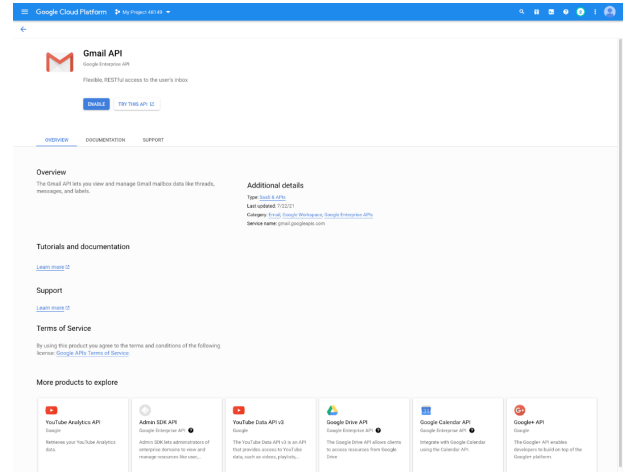 Google Cloud Platform My Project 48149
Gmail API
Google Enterprise API
Flexible, RESTful access to the user's inbox
ENABLE TRY THIS API
OVERVIEW DOCUMENTATION SUPPORT
Overview
The Gmail API lets you view and manage Gmail mailbox data like threads,
messages, and labels.
Additional details
Type: SaaS & APIs
Last updated: 7/22/21
Category: Email, Google Workspace, Google Enterprise APIs
Service name: gmail.googleapis.com
Tutorials and documentation
Learn more
Support
Learn more
Terms of Service
By using this product you agree to the terms and conditions of the following
license: Google APIs Terms of Service
More products to explore
YouTube Analytics API
Google
Retrieves your YouTube Analytics
data.
Admin SDK API
Google Enterprise API
Admin SDK lets administrators of
enterprise domains to view and
manage resources like user,...
YouTube Data API v3
Google
The YouTube Data API v3 is an API
that provides access to YouTube
data, such as videos, playlists,...
Google Drive API
Google Enterprise API
The Google Drive API allows clients
to access resources from Google
Drive
Google Calendar API
Google Enterprise API
Integrate with Google Calendar
using the Calendar API.
Google+ API
Google
The Google+ API enables
developers to build on top of the
Google+ platform